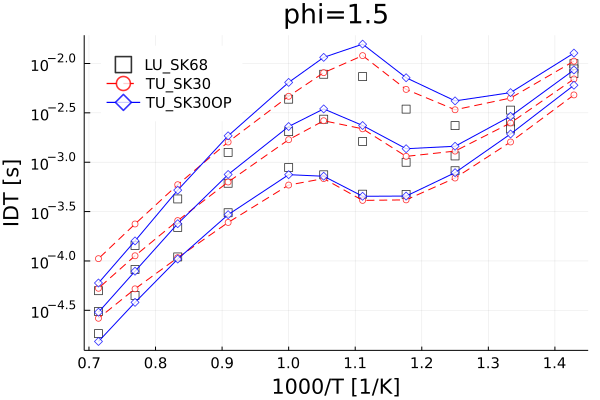 phi=1.5
LU_SK68
TU_SK30
TU_SK30OP
IDT [s]
10^-2.0
10^-2.5
10^-3.0
10^-3.5
10^-4.0
10^-4.5
0.7 0.8 0.9 1.0 1.1 1.2 1.3 1.4
1000/T [1/K]